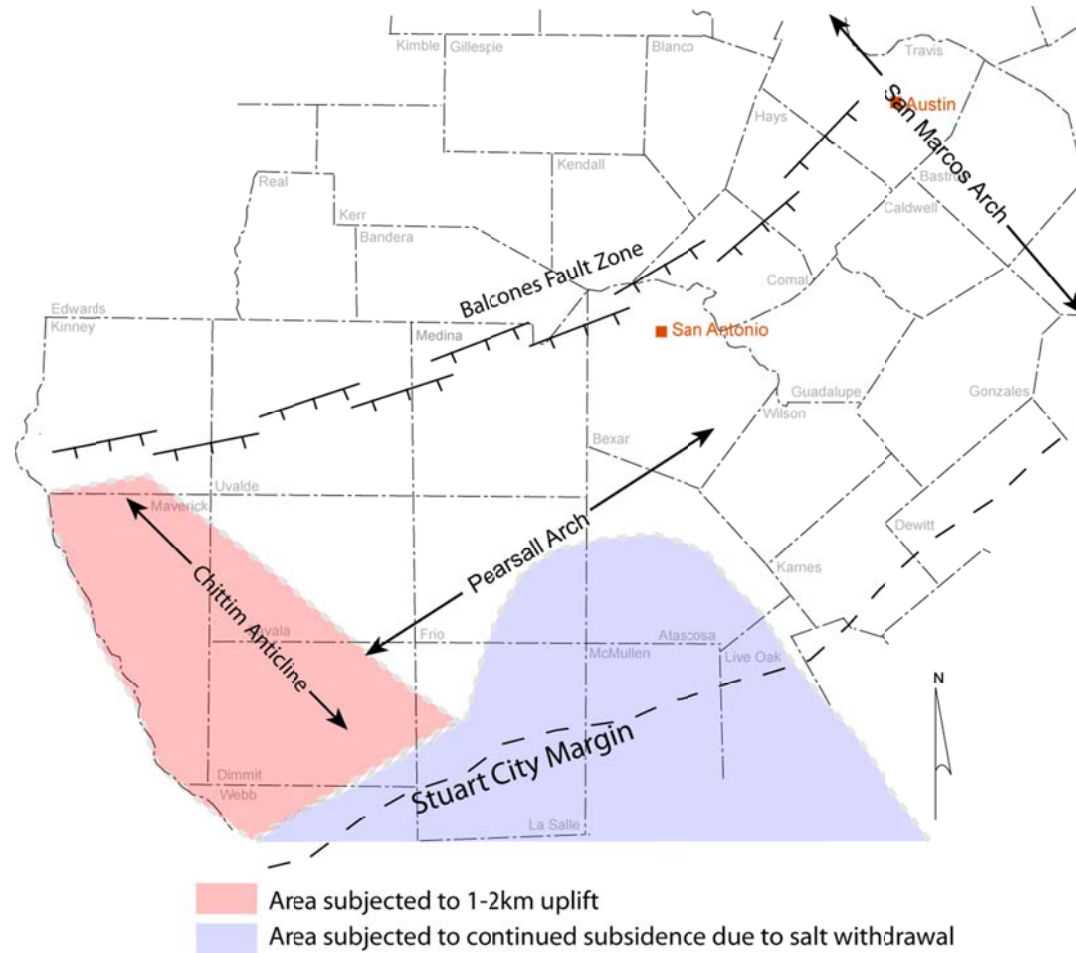 Kimble
Gillespie
Blanco
Travis
Austin
San Marcos Arch
Hays
Kendall
Real
Caldwell
Kerr
Bandera
Balcones Fault Zone
Comal
Edwards
Kinney
Medina
San Antonio
Guadalupe
Gonzales
Wilson
Bexar
Uvalde
Maverick
Dewitt
Pearsall Arch
Karnes
Chittim Anticline
Frio
Atascosa
McMullen
Live Oak
N
Stuart City Margin
Dimmit
Webb
La Salle
Area subjected to 1-2km uplift
Area subjected to continued subsidence due to salt withdrawal